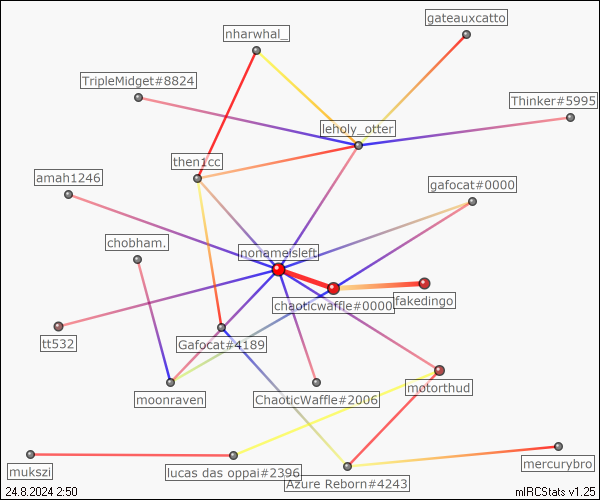 gateauxcatto
nharwhal_
TripleMidget#8824
Thinker#5995
leholy_otter
then1cc
amah1246
gafocat#0000
chobham.
nonameisleft
chaoticwaffle#0000
fakedingo
tt532
Gafocat#4189
motorthud
moonraven
ChaoticWaffle#2006
mukszi
lucas das oppai#2396
mercurybro
Azure Reborn#4243
24.8.2024 2:50
mIRCStats v1.25